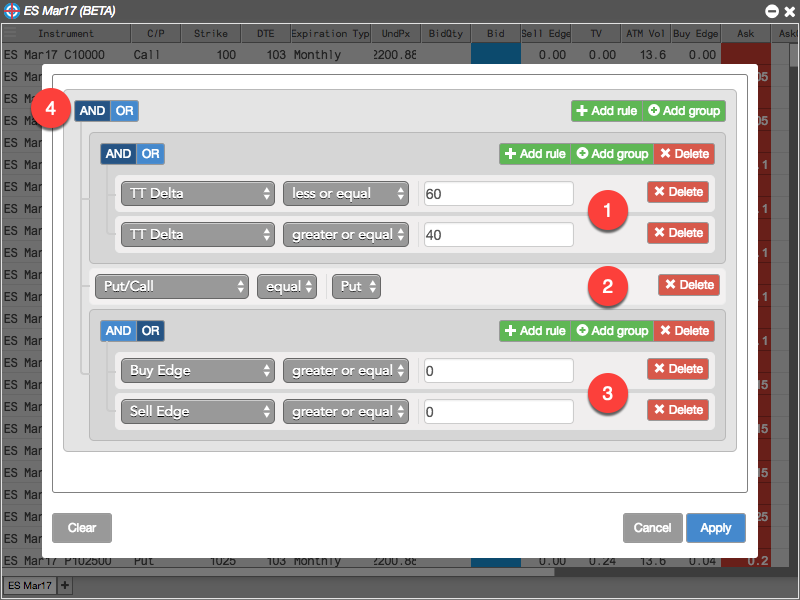 ES Mar17 (BETA)
Instrument C/P Strike DTE Expiration Typ UndPx BidQty Bid Sell Edge TV ATM Vol Buy Edge Ask
ES Mar17 C10000 Call 100 103 Monthly 2200.88 0.00 0.00 13.6 0.00
4 AND OR + Add rule Add group
AND OR + Add rule Add group Delete
TT Delta less or equal 60 Delete
1
TT Delta greater or equal 40 Delete
Put/Call equal Put 2 Delete
AND OR + Add rule Add group Delete
Buy Edge greater or equal 0 Delete
3
Sell Edge greater or equal 0 Delete
Clear Cancel Apply
ES Mar17 P102500 Put 1025 103 Monthly 2200.88 0.00 0.24 13.6 0.04 0.2
ES Mar17 +